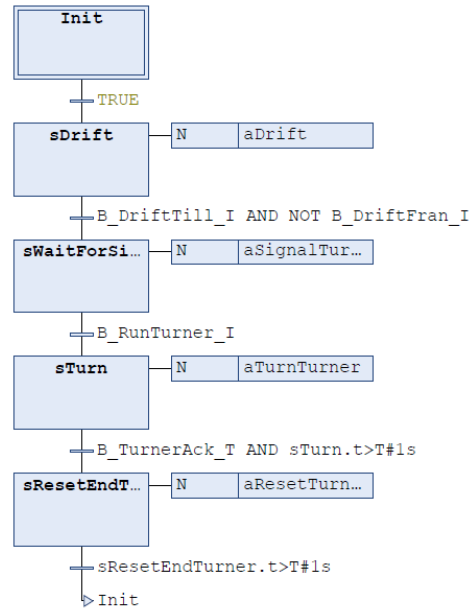 Init
TRUE
sDrift N aDrift
B_DriftTill_I AND NOT B_DriftFran_I
sWaitForSi… N aSignalTur…
B_RunTurner_I
sTurn N aTurnTurner
B_TurnerAck_T AND sTurn.t>T#1s
sResetEndT… N aResetTurn…
sResetEndTurner.t>T#1s
Init